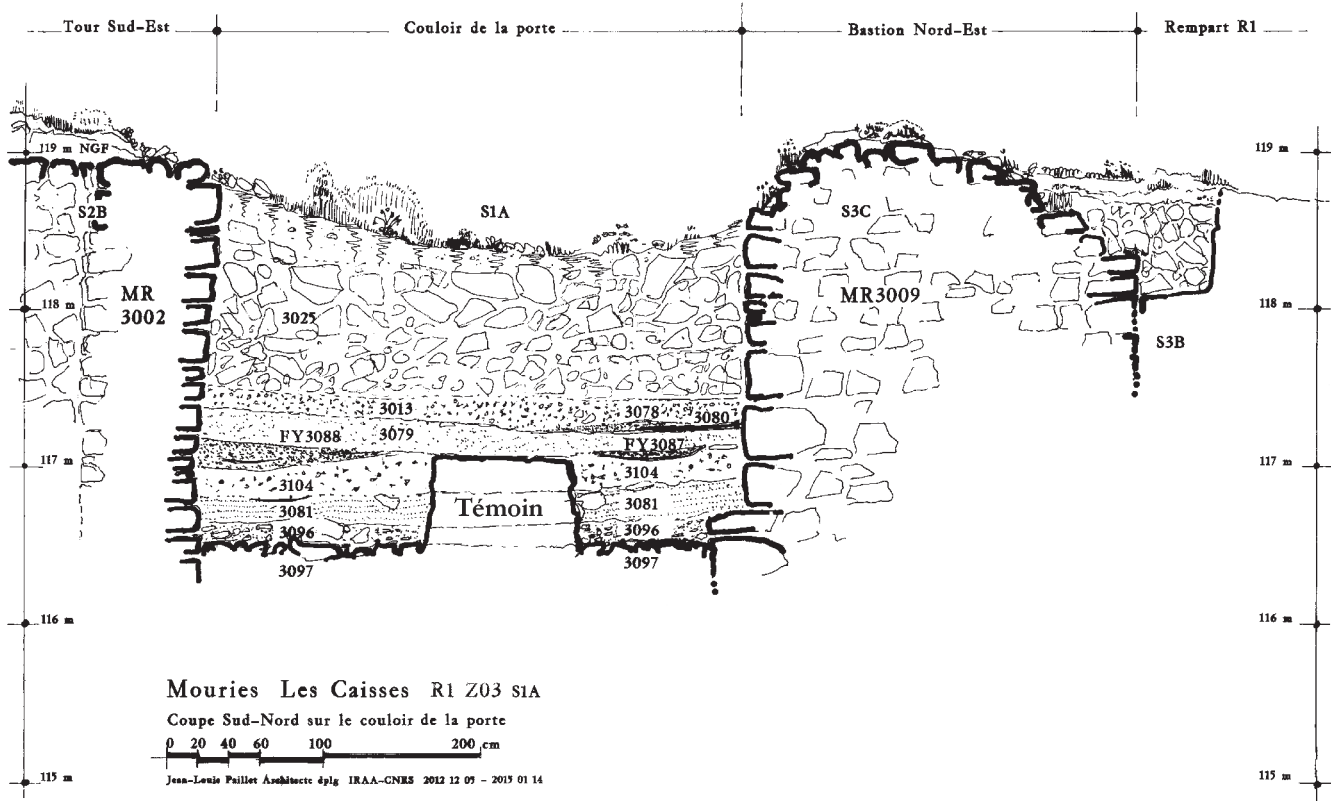 Tour Sud-Est Couloir de la porte Bastion Nord-Est Rempart R1
119 m NGF 119 m
S2B S1A S3C
MR
3002
MR3009
118 m 118 m
3025
S3B
3013 3078 3080
FY3088 3079 FY3087
117 m 117 m
3104 3104
3081 Témoin 3081
3096 3096
3097 3097
116 m 116 m
Mouries Les Caisses R1 Z03 S1A
Coupe Sud-Nord sur le couloir de la porte
0 20 40 60 100 200 cm
Jean-Louis Paillet Architecte dplg IRAA-CNRS 2012 12 05 - 2015 01 14
115 m 115 m